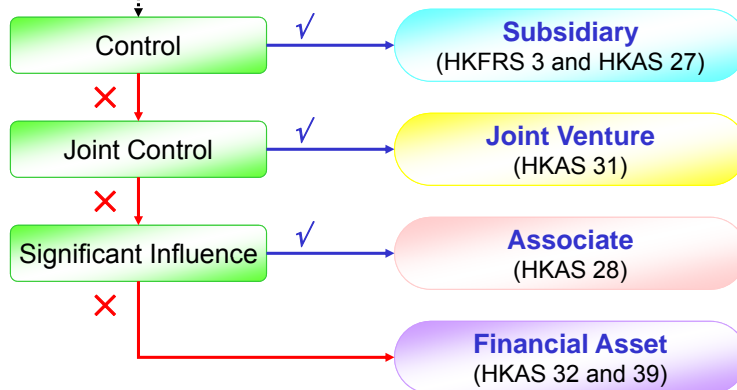 Control
√
Subsidiary
(HKFRS 3 and HKAS 27)
×
Joint Control
√
Joint Venture
(HKAS 31)
×
Significant Influence
√
Associate
(HKAS 28)
×
Financial Asset
(HKAS 32 and 39)